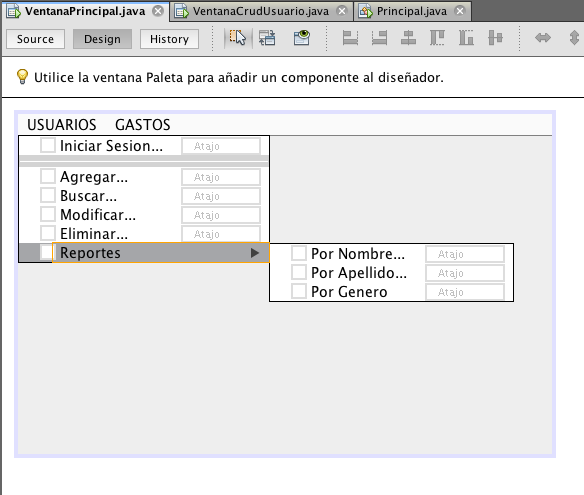 VentanaPrincipal.java VentanaCrudUsuario.java Principal.java
Source Design History
Utilice la ventana Paleta para añadir un componente al diseñador.
USUARIOS GASTOS
Iniciar Sesion... Atajo
Agregar... Atajo
Buscar... Atajo
Modificar... Atajo
Eliminar... Atajo
Reportes
Por Nombre... Atajo
Por Apellido... Atajo
Por Genero Atajo